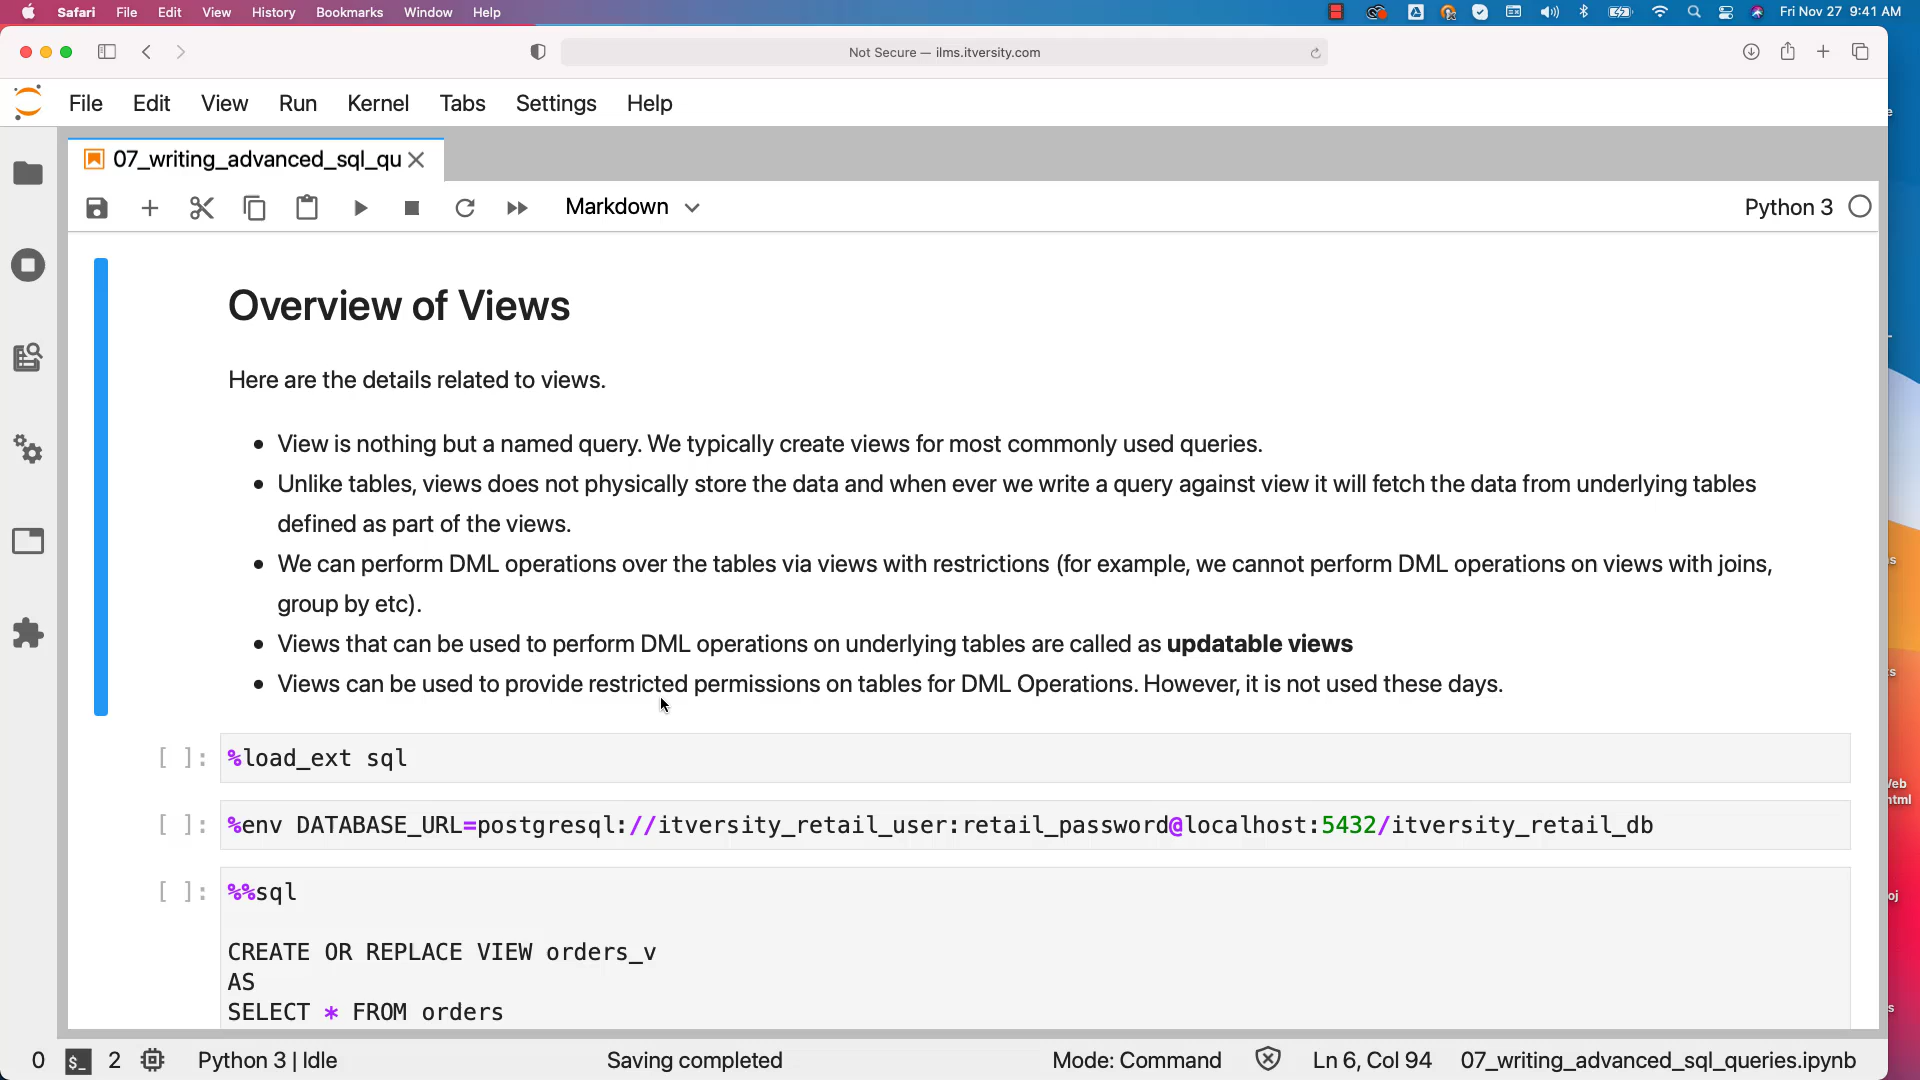 Safari File Edit View History Bookmarks Window Help Fri Nov 27 9:41 AM
Not Secure — ilms.itversity.com
File Edit View Run Kernel Tabs Settings Help
07_writing_advanced_sql_qu
Markdown Python 3
Overview of Views
Here are the details related to views.
• View is nothing but a named query. We typically create views for most commonly used queries.
• Unlike tables, views does not physically store the data and when ever we write a query against view it will fetch the data from underlying tables
defined as part of the views.
• We can perform DML operations over the tables via views with restrictions (for example, we cannot perform DML operations on views with joins,
group by etc).
• Views that can be used to perform DML operations on underlying tables are called as updatable views
• Views can be used to provide restricted permissions on tables for DML Operations. However, it is not used these days.
[ ]: %load_ext sql
[ ]: %env DATABASE_URL=postgresql://itversity_retail_user:retail_password@localhost:5432/itversity_retail_db
[ ]: %%sql
CREATE OR REPLACE VIEW orders_v
AS
SELECT * FROM orders
0 $_ 2 Python 3 | Idle Saving completed Mode: Command Ln 6, Col 94 07_writing_advanced_sql_queries.ipynb